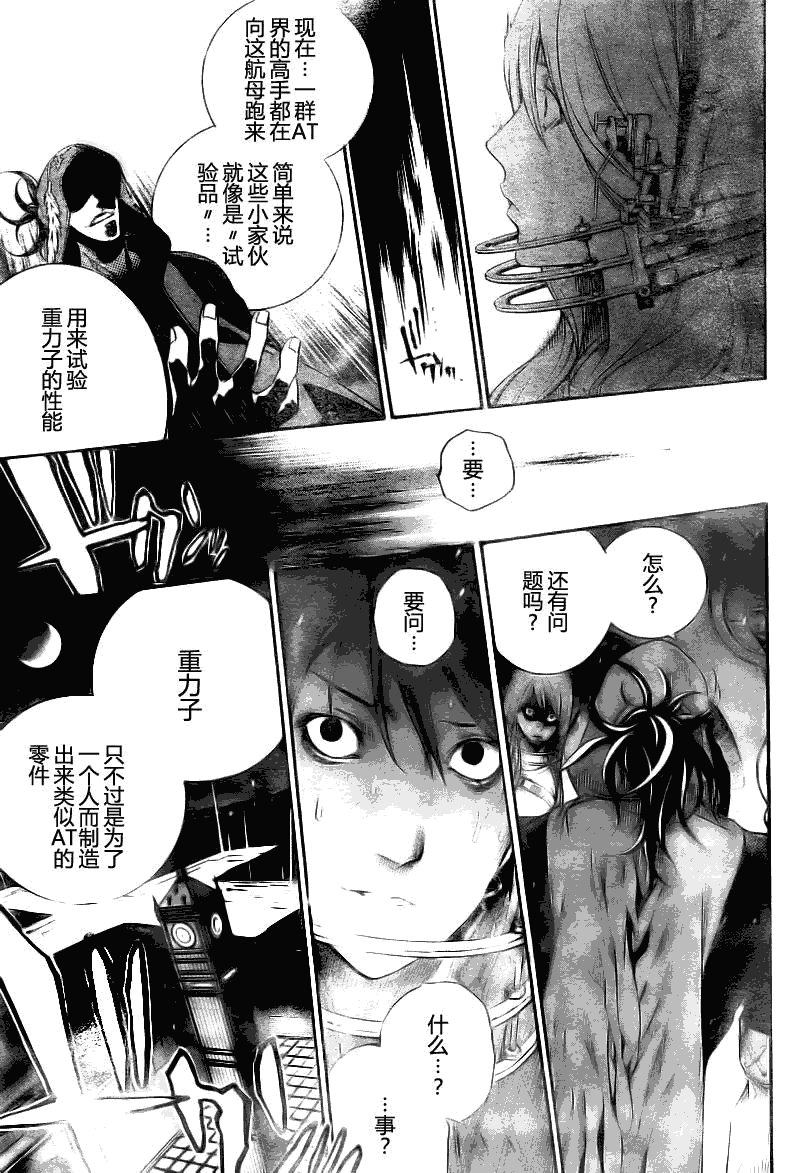 现在…一群AT
界的高手都在
向这航母跑来
简单来说
这些小家伙
就像是〃试
验品〃…
用来试验
重力子的性能
…要…
怎么?
还有问
题吗?
要问…
什么…?
…事?
重力子
只不过是为了
一个人而制造
出来类似AT的
零件